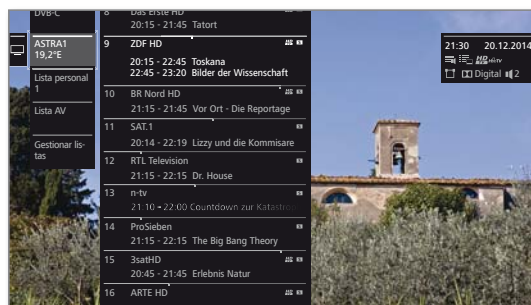 DVB-C
ASTRA1
19,2°E
Lista personal
1
Lista AV
Gestionar lis-
tas
8 Das Erste HD
20:15 - 21:45 Tatort
9 ZDF HD
20:15 - 22:45 Toskana
22:45 - 23:20 Bilder der Wissenschaft
10 BR Nord HD
21:15 - 21:45 Vor Ort - Die Reportage
11 SAT.1
20:14 - 22:19 Lizzy und die Kommisare
12 RTL Television
21:15 - 22:15 Dr. House
13 n-tv
21:10 - 22:00 Countdown zur Katastrop
14 ProSieben
21:15 - 22:15 The Big Bang Theory
15 3satHD
20:45 - 21:45 Erlebnis Natur
16 ARTE HD
21:30 20.12.2014
Digital 2